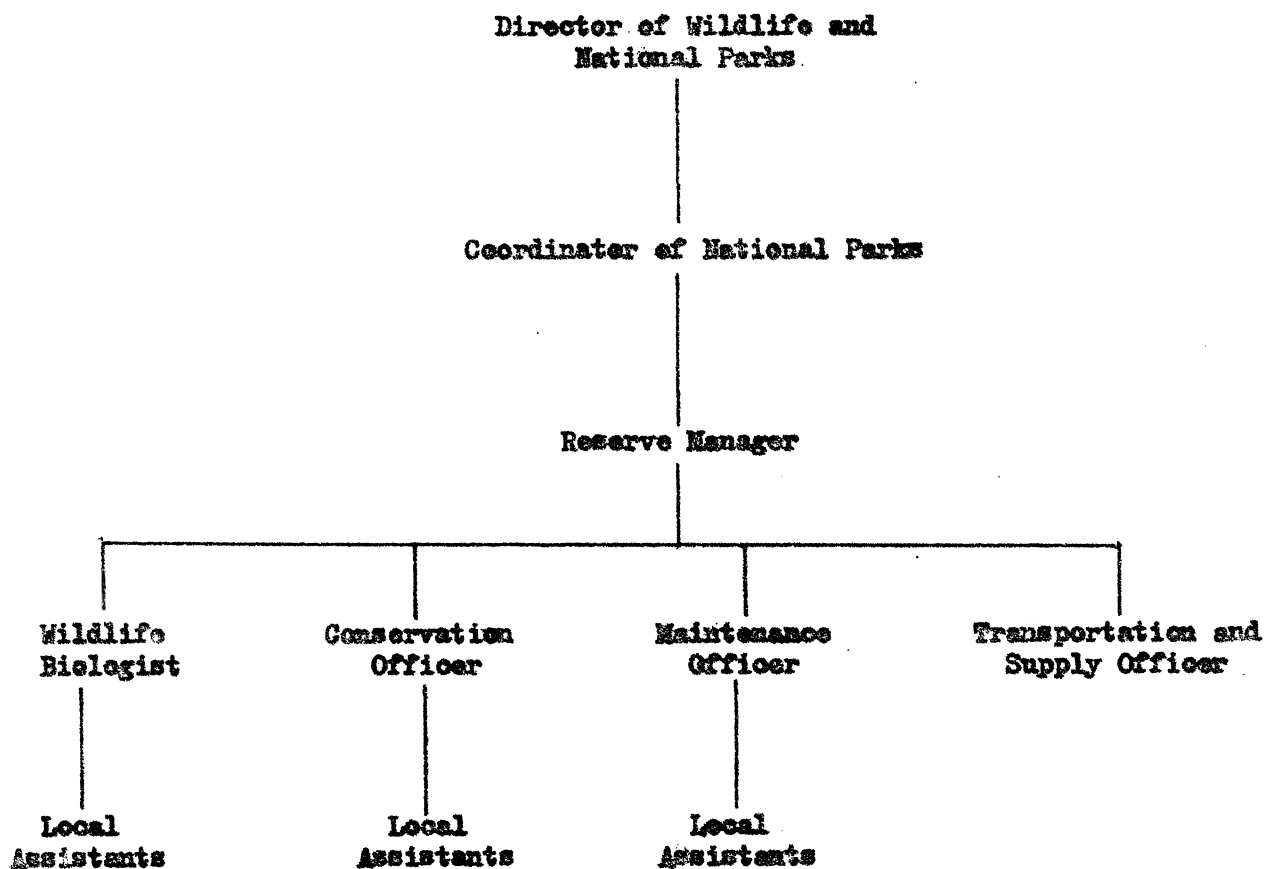 Director of Wildlife and
National Parks
Coordinator of National Parks
Reserve Manager
Wildlife
Biologist
Conservation
Officer
Maintenance
Officer
Transportation and
Supply Officer
Local
Assistants
Local
Assistants
Local
Assistants